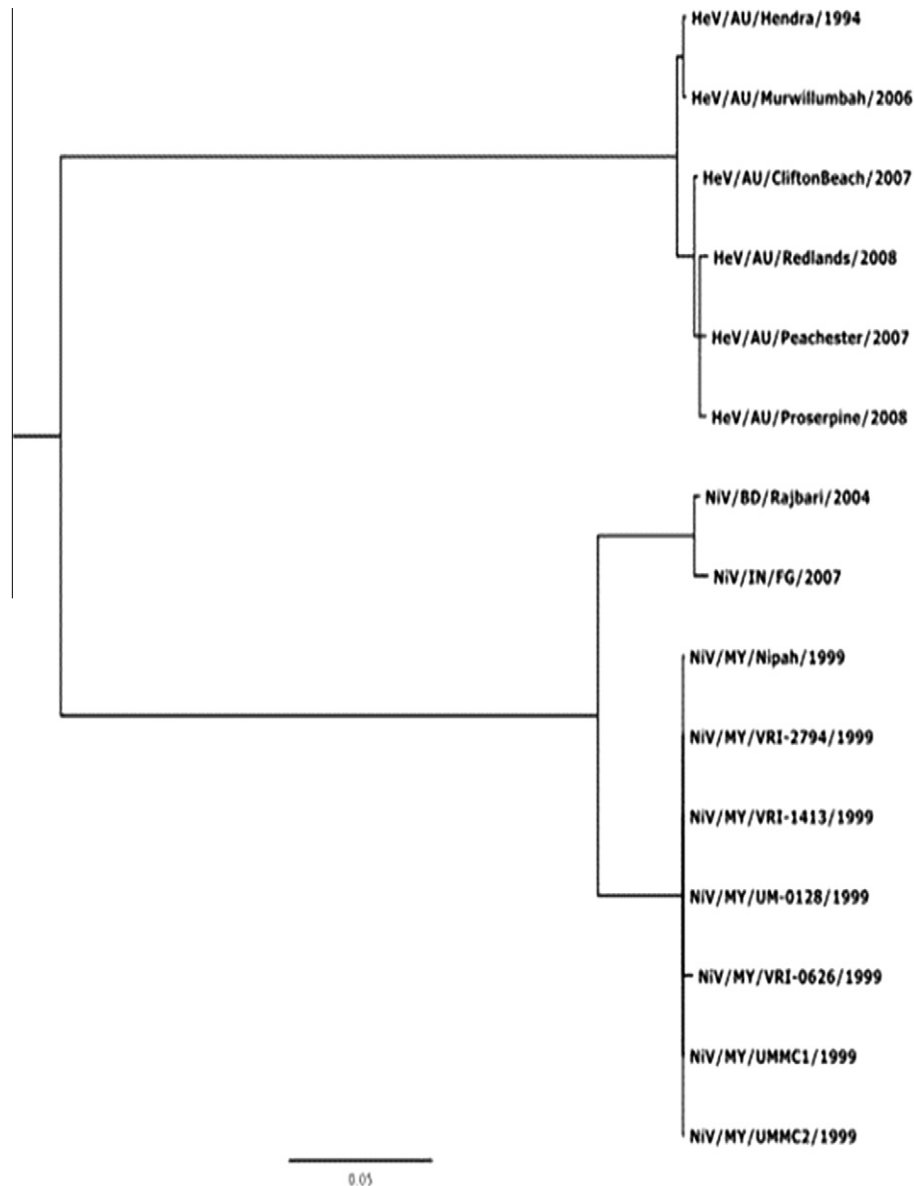 HeV/AU/Hendra/1994
HeV/AU/Murwillumbah/2006
HeV/AU/CliftonBeach/2007
HeV/AU/Redlands/2008
HeV/AU/Peachester/2007
HeV/AU/Proserpine/2008
NiV/BD/Rajbari/2004
NiV/IN/FG/2007
NiV/MY/Nipah/1999
NiV/MY/VRI-2794/1999
NiV/MY/VRI-1413/1999
NiV/MY/UM-0128/1999
NiV/MY/VRI-0626/1999
NiV/MY/UMMC1/1999
NiV/MY/UMMC2/1999
0.05